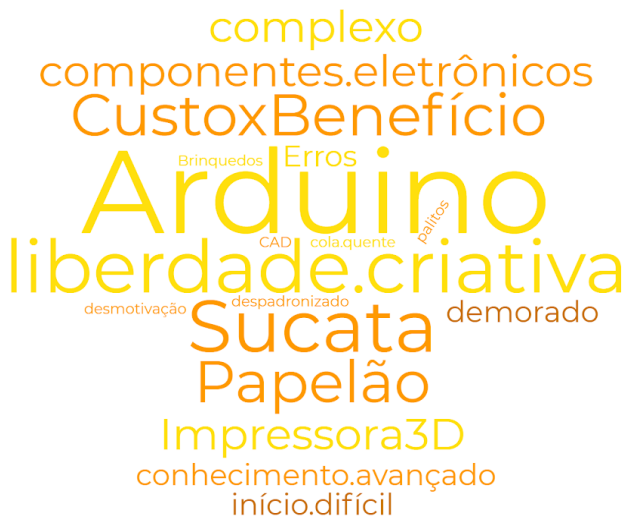 complexo
componentes.eletrônicos
CustoxBenefício
Brinquedos
Erros
Arduino
palitos
CAD
cola.quente
liberdade.criativa
desmotivação
despadronizado
demorado
Sucata
Papelão
Impressora3D
conhecimento.avançado
início.difícil